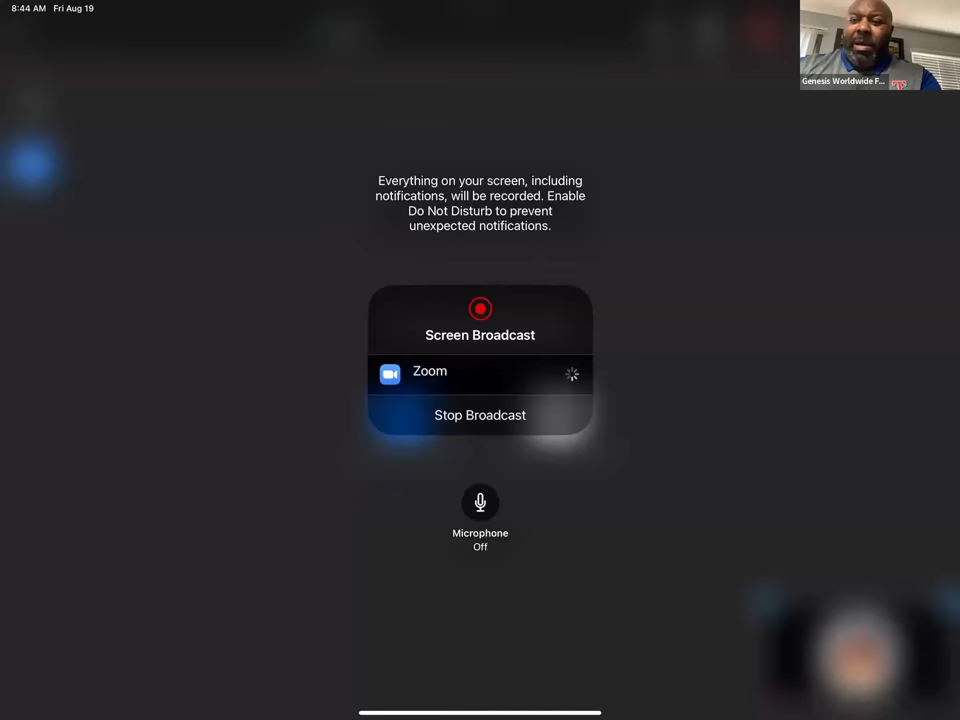 8:44 AM Fri Aug 19
Genesis Worldwide F...
Everything on your screen, including
notifications, will be recorded. Enable
Do Not Disturb to prevent
unexpected notifications.
Screen Broadcast
Zoom
Stop Broadcast
Microphone
Off